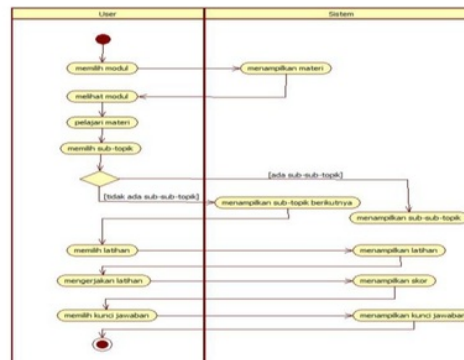 User
Sistem
memilih modul
menampilkan materi
melihat modul
pelajari materi
memilih sub-topik
[ada sub-sub-topik]
[tidak ada sub-sub-topik]
menampilkan sub-topik berikutnya
menampilkan sub-sub-topik
memilih latihan
menampilkan latihan
mengerjakan latihan
menampilkan skor
memilih kunci jawaban
menampilkan kunci jawaban